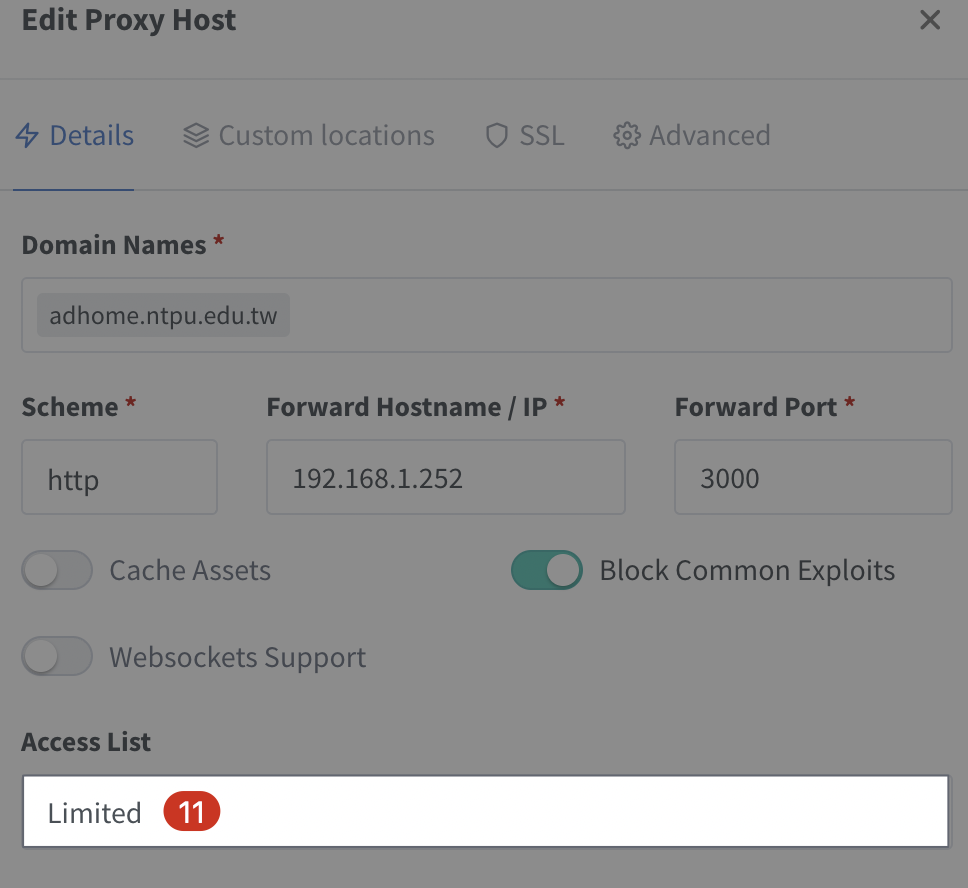 Edit Proxy Host
Details Custom locations SSL Advanced
Domain Names *
adhome.ntpu.edu.tw
Scheme * Forward Hostname / IP * Forward Port *
http 192.168.1.252 3000
Cache Assets Block Common Exploits
Websockets Support
Access List
Limited 11